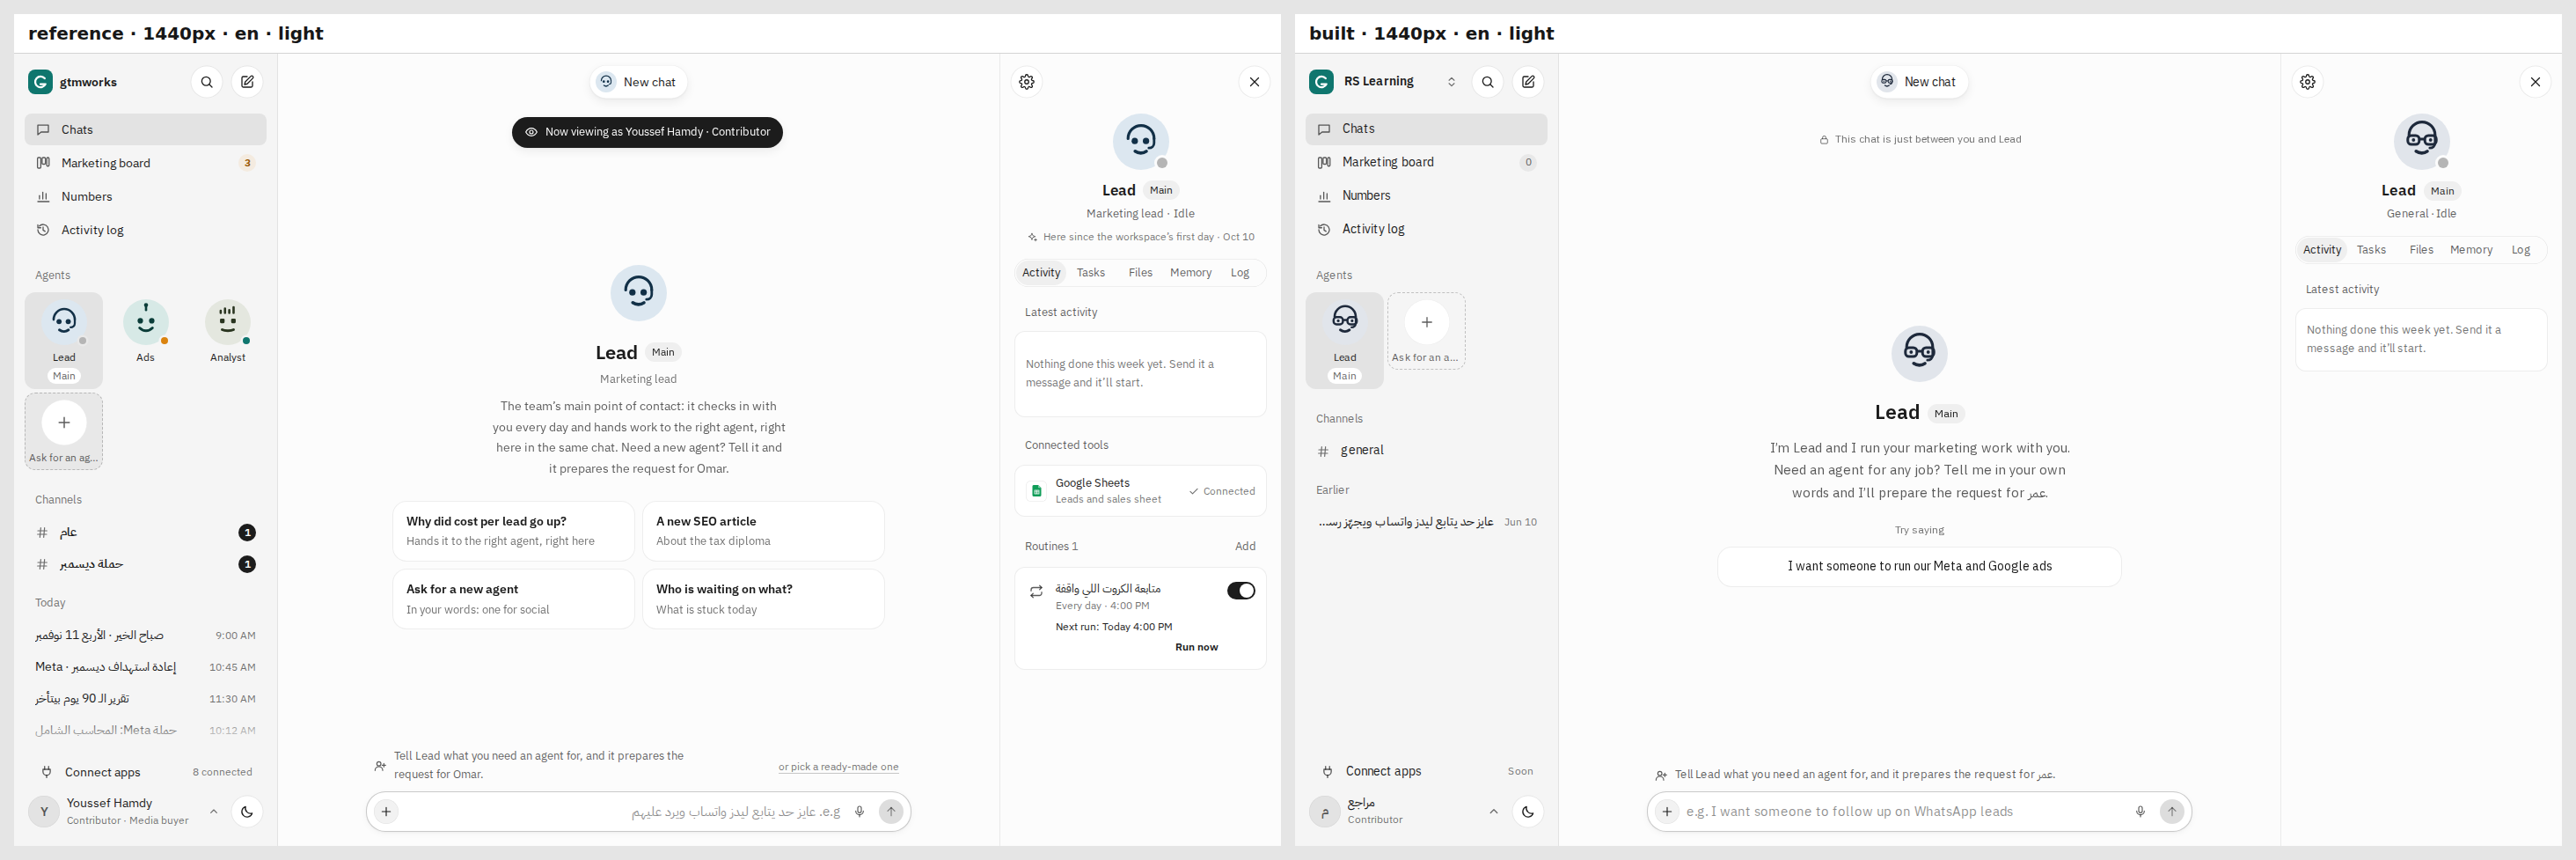 reference · 1440px · en · light
gtmworks
Chats
Marketing board 3
Numbers
Activity log
Agents
Lead
Main
Ads
Analyst
Ask for an ag...
Channels
عام 1
حملة ديسمبر 1
Today
صباح الخير · الأربع 11 نوفمبر 9:00 AM
إعادة استهداف ديسمبر · Meta 10:45 AM
تقرير الـ 90 يوم بيتأخر 11:30 AM
حملة Meta: المحاسب الشامل 10:12 AM
Connect apps 8 connected
Y
Youssef Hamdy
Contributor · Media buyer
New chat
Now viewing as Youssef Hamdy · Contributor
Lead Main
Marketing lead
The team's main point of contact: it checks in with
you every day and hands work to the right agent, right
here in the same chat. Need a new agent? Tell it and
it prepares the request for Omar.
Why did cost per lead go up?
Hands it to the right agent, right here
A new SEO article
About the tax diploma
Ask for a new agent
In your words: one for social
Who is waiting on what?
What is stuck today
Tell Lead what you need an agent for, and it prepares the
request for Omar.
or pick a ready-made one
e.g. عايز حد يتابع ليدز واتساب ويرد عليهم
Lead Main
Marketing lead · Idle
Here since the workspace's first day · Oct 10
Activity Tasks Files Memory Log
Latest activity
Nothing done this week yet. Send it a
message and it'll start.
Connected tools
Google Sheets
Leads and sales sheet
Connected
Routines 1 Add
متابعة الكروت اللي واقفة
Every day · 4:00 PM
Next run: Today 4:00 PM
Run now
built · 1440px · en · light
RS Learning
Chats
Marketing board 0
Numbers
Activity log
Agents
Lead
Main
Ask for an a...
Channels
# general
Earlier
عايز حد يتابع ليدز واتساب ويجهّز رسـ... Jun 10
Connect apps Soon
م
مراجع
Contributor
New chat
This chat is just between you and Lead
Lead Main
I'm Lead and I run your marketing work with you.
Need an agent for any job? Tell me in your own
words and I'll prepare the request for عمر.
Try saying
I want someone to run our Meta and Google ads
Tell Lead what you need an agent for, and it prepares the request for عمر.
e.g. I want someone to follow up on WhatsApp leads
Lead Main
General · Idle
Activity Tasks Files Memory Log
Latest activity
Nothing done this week yet. Send it a
message and it'll start.